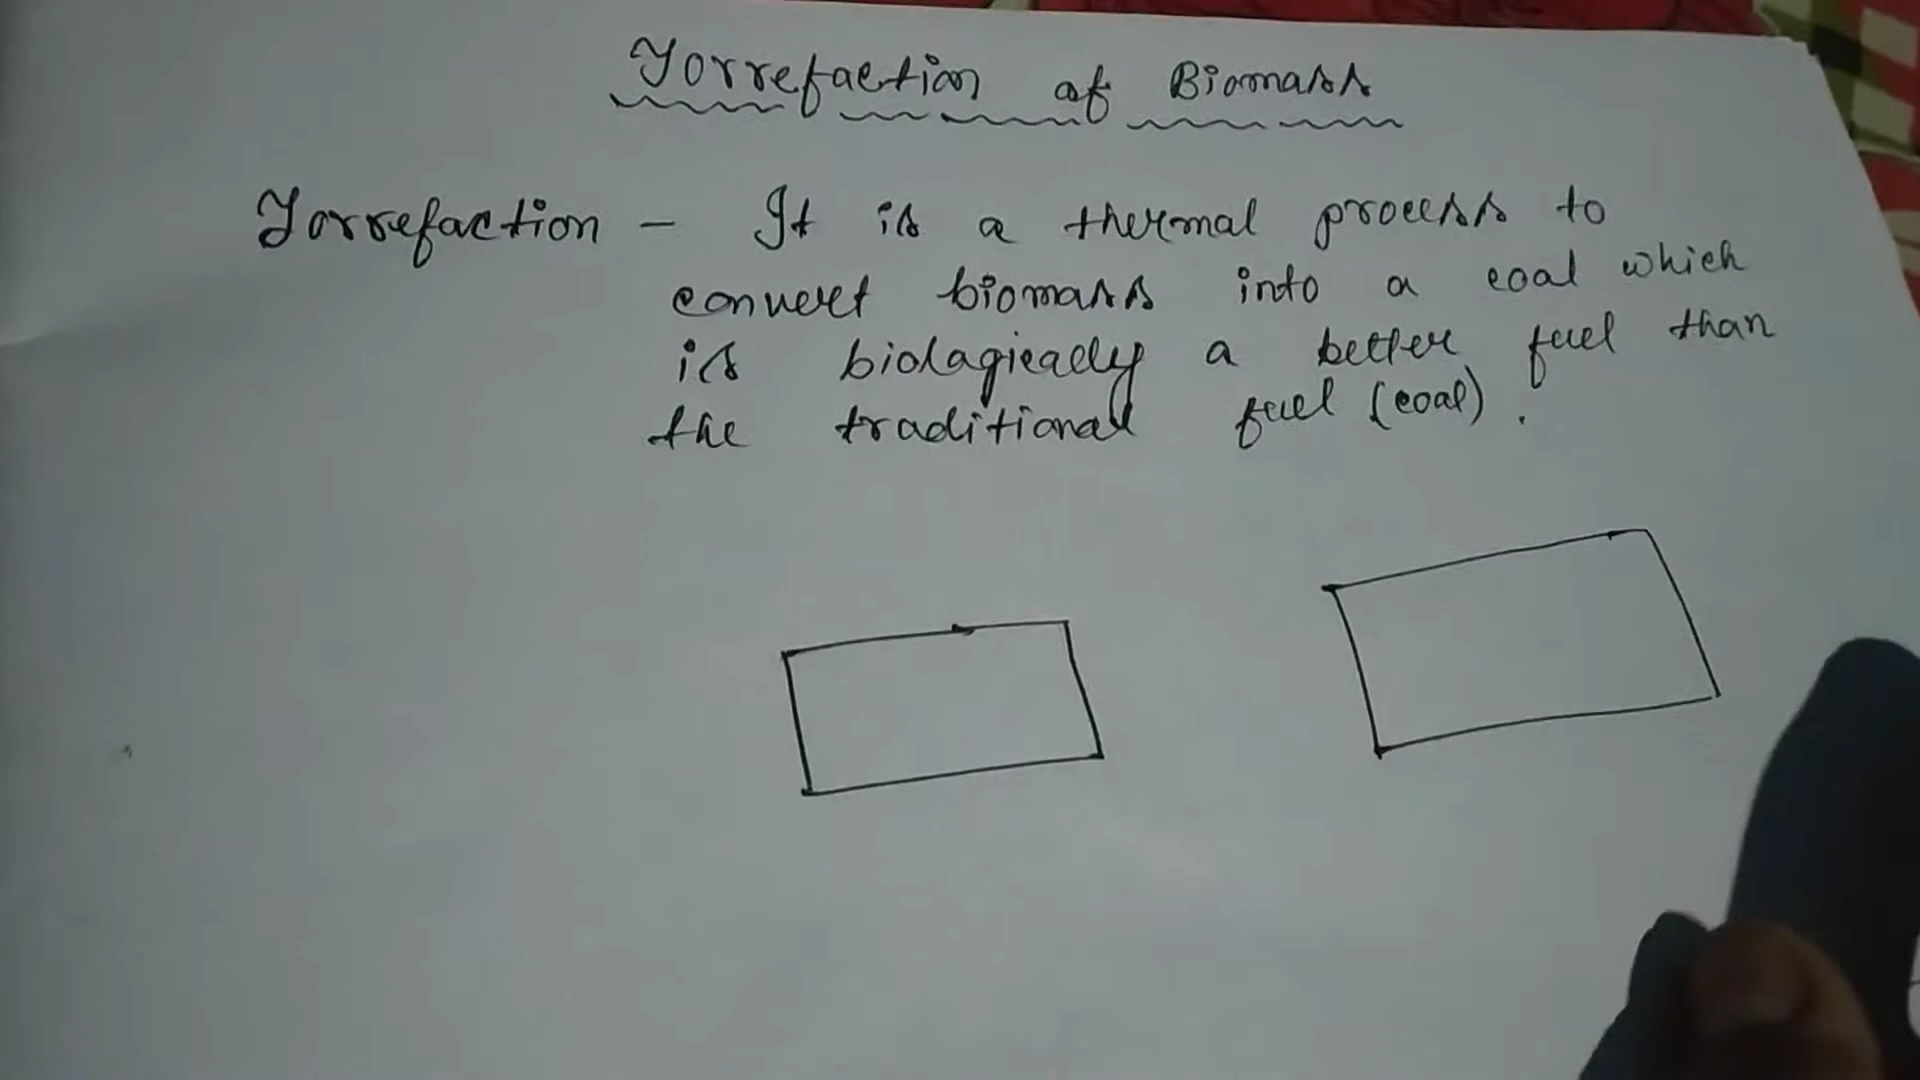 Torrefaction of Biomass
Torrefaction - It is a thermal process to
convert biomass into a coal which
is biologically a better fuel than
the traditional fuel (coal).